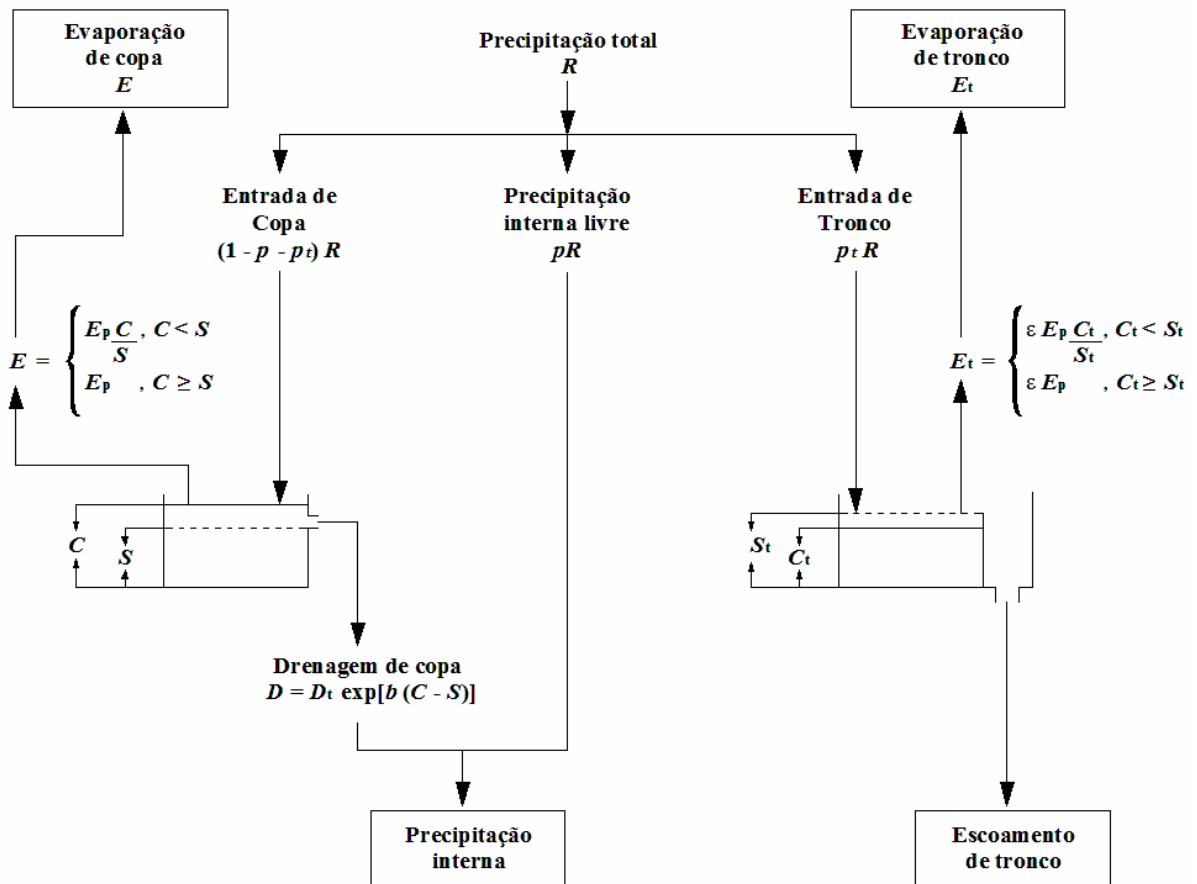 Evaporação
de copa
E
Precipitação total
R
Evaporação
de tronco
Et
Entrada de
Copa
(1 - p - pt) R
Precipitação
interna livre
pR
Entrada de
Tronco
pt R
E = { Ep C/S , C < S
Ep , C ≥ S
Et = { ε Ep Ct/St , Ct < St
ε Ep , Ct ≥ St
C
S
St
Ct
Drenagem de copa
D = Dt exp[b (C - S)]
Precipitação
interna
Escoamento
de tronco